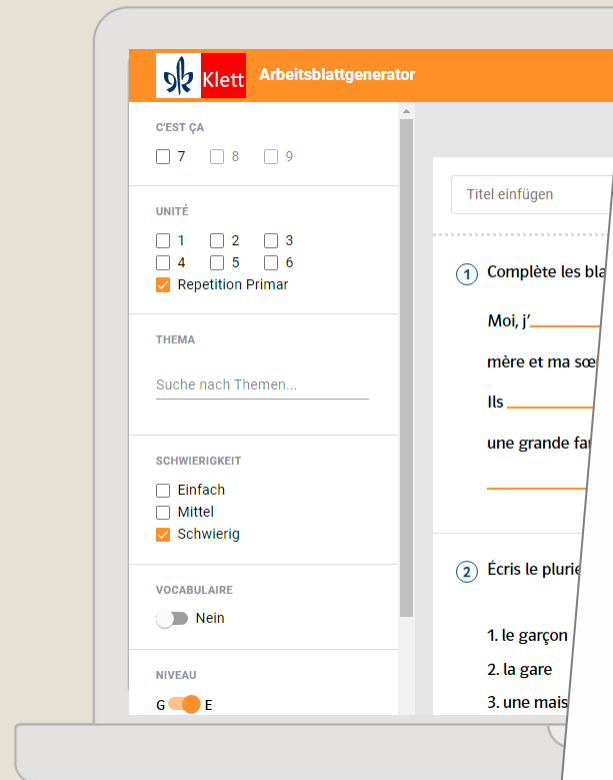 Klett Arbeitsblattgenerator
C'EST ÇA
7 8 9
UNITÉ
1 2 3
4 5 6
Repetition Primar
THEMA
Suche nach Themen...
SCHWIERIGKEIT
Einfach
Mittel
Schwierig
VOCABULAIRE
Nein
NIVEAU
G E
Titel einfügen
1 Complète les bla
Moi, j'
mère et ma sœ
Ils
une grande fa
2 Écris le plurie
1. le garçon
2. la gare
3. une mais